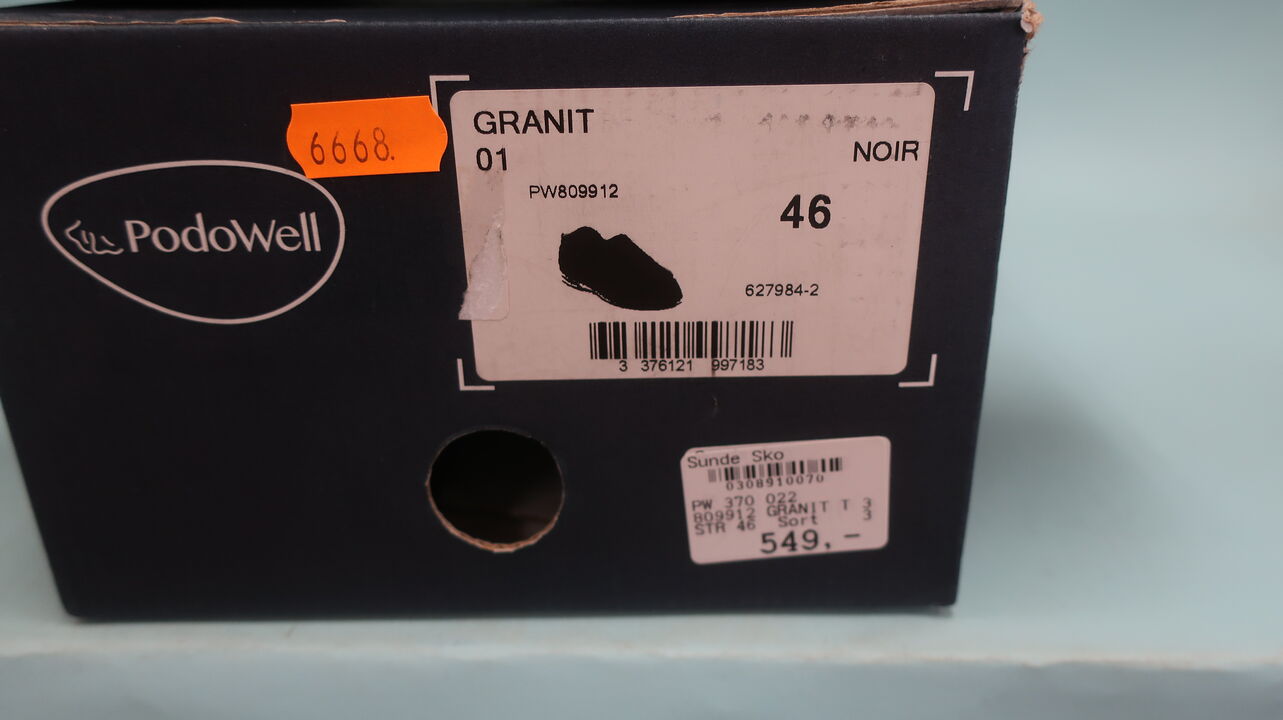 6668.
PodoWell
GRANIT
01
NOIR
PW809912
46
627984-2
3 376121 997183
Sunde Sko
0308910070
PW 370 022
809912 GRANIT T 3
STR 46 Sort 3
549,-